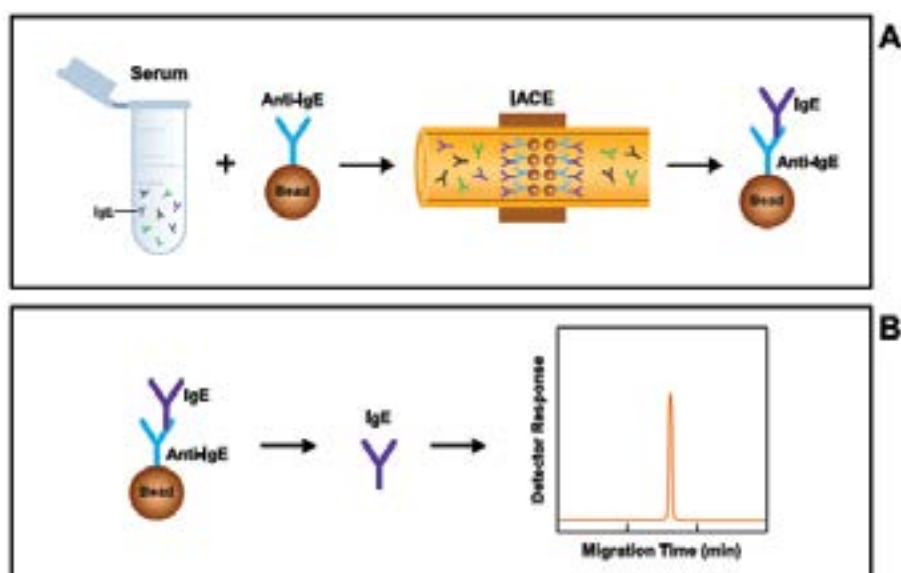 A
Serum
Anti-IgE
IACE
IgE
IgE
+
Anti-IgE
Bead
Bead
B
IgE
IgE
Anti-IgE
Bead
Detector Response
Migration Time (min)